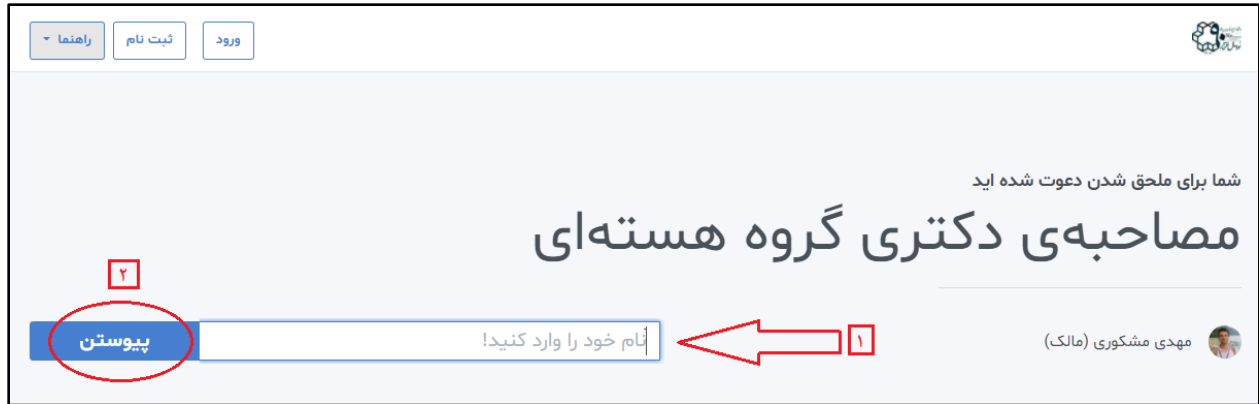 ورود
ثبت نام
راهنما
شما برای ملحق شدن دعوت شده اید
مصاحبه‌ی دکتری گروه هسته‌ای
۲
مهدی مشکوری (مالک)
۱
نام خود را وارد کنید!
پیوستن